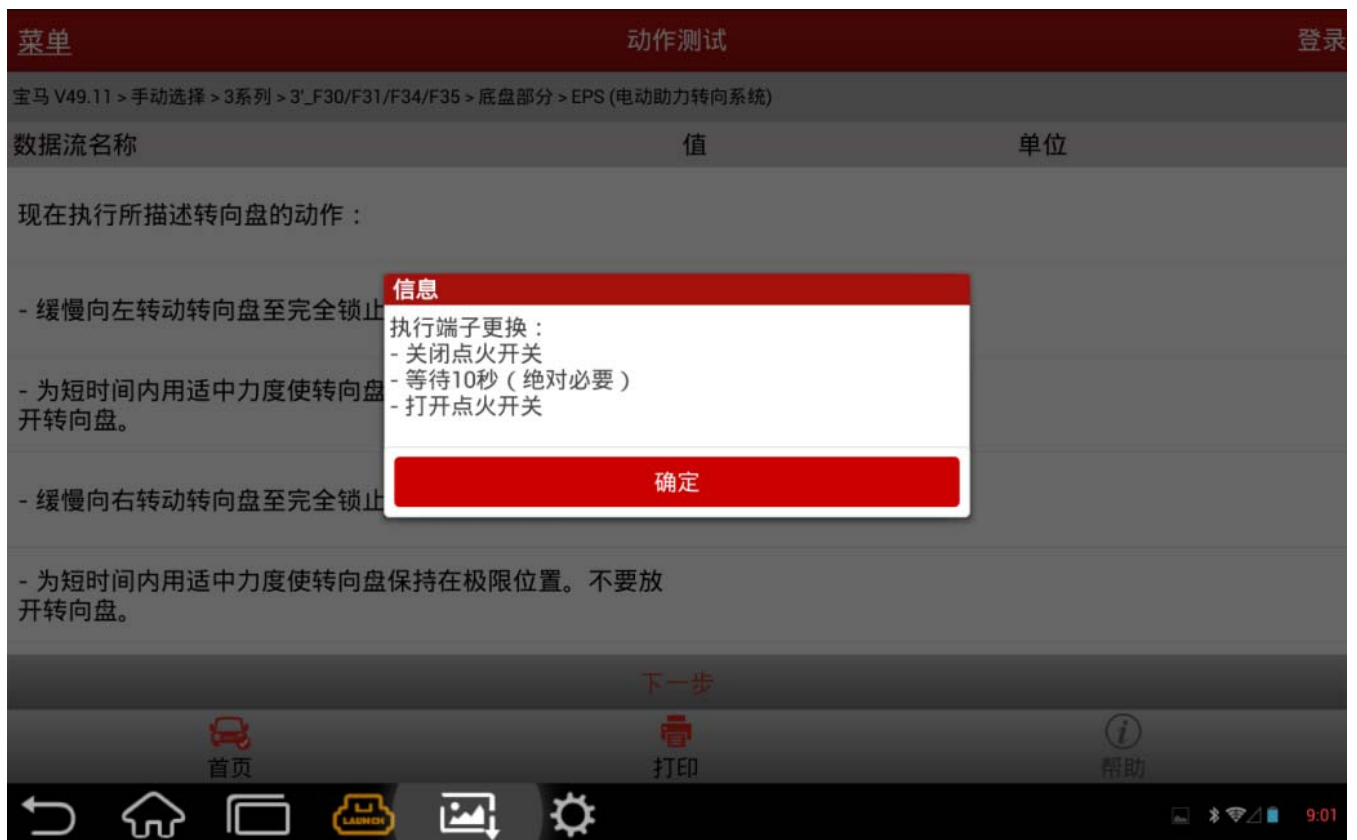 菜单
动作测试
登录
宝马 V49.11 > 手动选择 > 3系列 > 3'_F30/F31/F34/F35 > 底盘部分 > EPS (电动助力转向系统)
数据流名称
值
单位
现在执行所描述转向盘的动作：
- 缓慢向左转动转向盘至完全锁止
- 为短时间内用适中力度使转向盘
开转向盘。
- 缓慢向右转动转向盘至完全锁止
- 为短时间内用适中力度使转向盘保持在极限位置。不要放
开转向盘。
信息
执行端子更换：
- 关闭点火开关
- 等待10秒（绝对必要）
- 打开点火开关
确定
下一步
首页
打印
帮助
LAUNCH
9:01